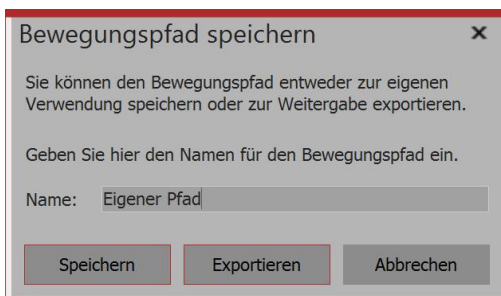 Bewegungspfad speichern
Sie können den Bewegungspfad entweder zur eigenen
Verwendung speichern oder zur Weitergabe exportieren.
Geben Sie hier den Namen für den Bewegungspfad ein.
Name: Eigener Pfad
Speichern Exportieren Abbrechen